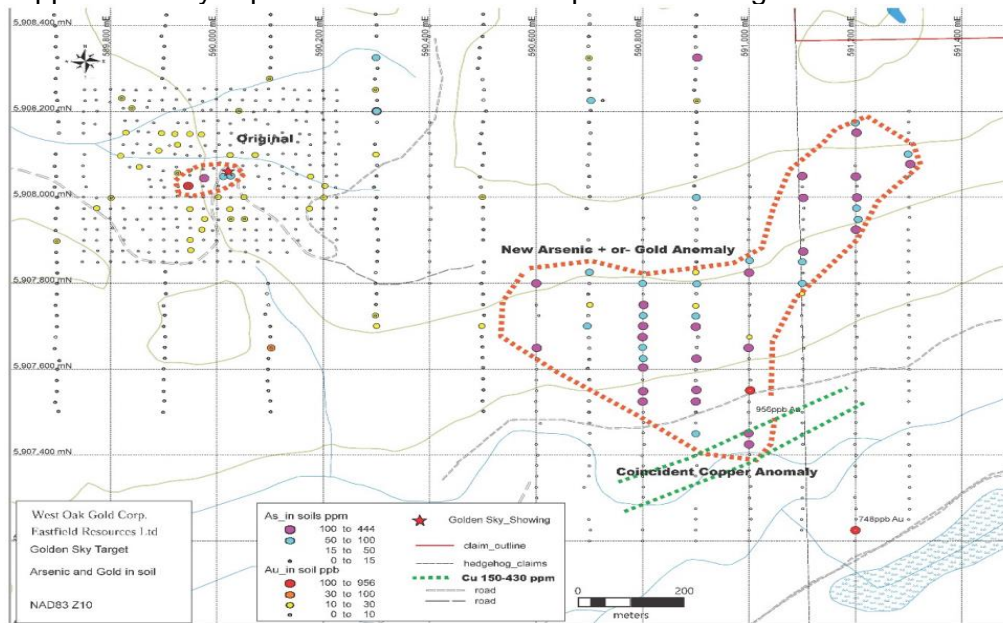 5,908,400 mN
589,800 mE
590,000 mE
590,200 mE
590,400 mE
590,600 mE
590,800 mE
591,000 mE
591,200 mE
591,400 mE
5,908,200 mN
Original
5,908,000 mN
New Arsenic + or- Gold Anomaly
5,907,800 mN
5,907,600 mN
956ppb Au
5,907,400 mN
Coincident Copper Anomaly
748ppb Au
West Oak Gold Corp.
Eastfield Resources Ltd
Golden Sky Target
Arsenic and Gold in soil
NAD83 Z10
As_in soils ppm
100 to 444
50 to 100
15 to 50
0 to 15
Au_in soil ppb
100 to 956
30 to 100
10 to 30
0 to 10
Golden Sky_Showing
claim_outline
hedgehog_claims
Cu 150-430 ppm
road
road
0
200
meters